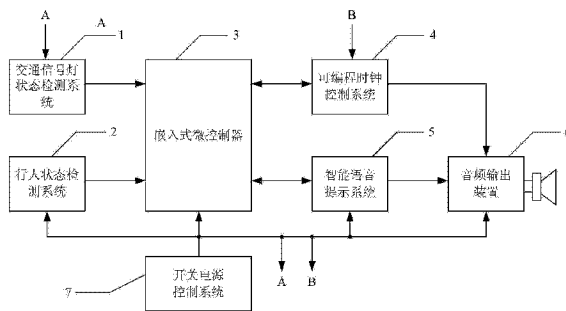 A
A
B
1
3
4
交通信号灯
状态检测系
统
嵌入式微控制器
可编程时钟
控制系统
2
5
6
行人状态检
测系统
智能语音
提示系统
音频输出
装置
A
B
7
开关电源
控制系统